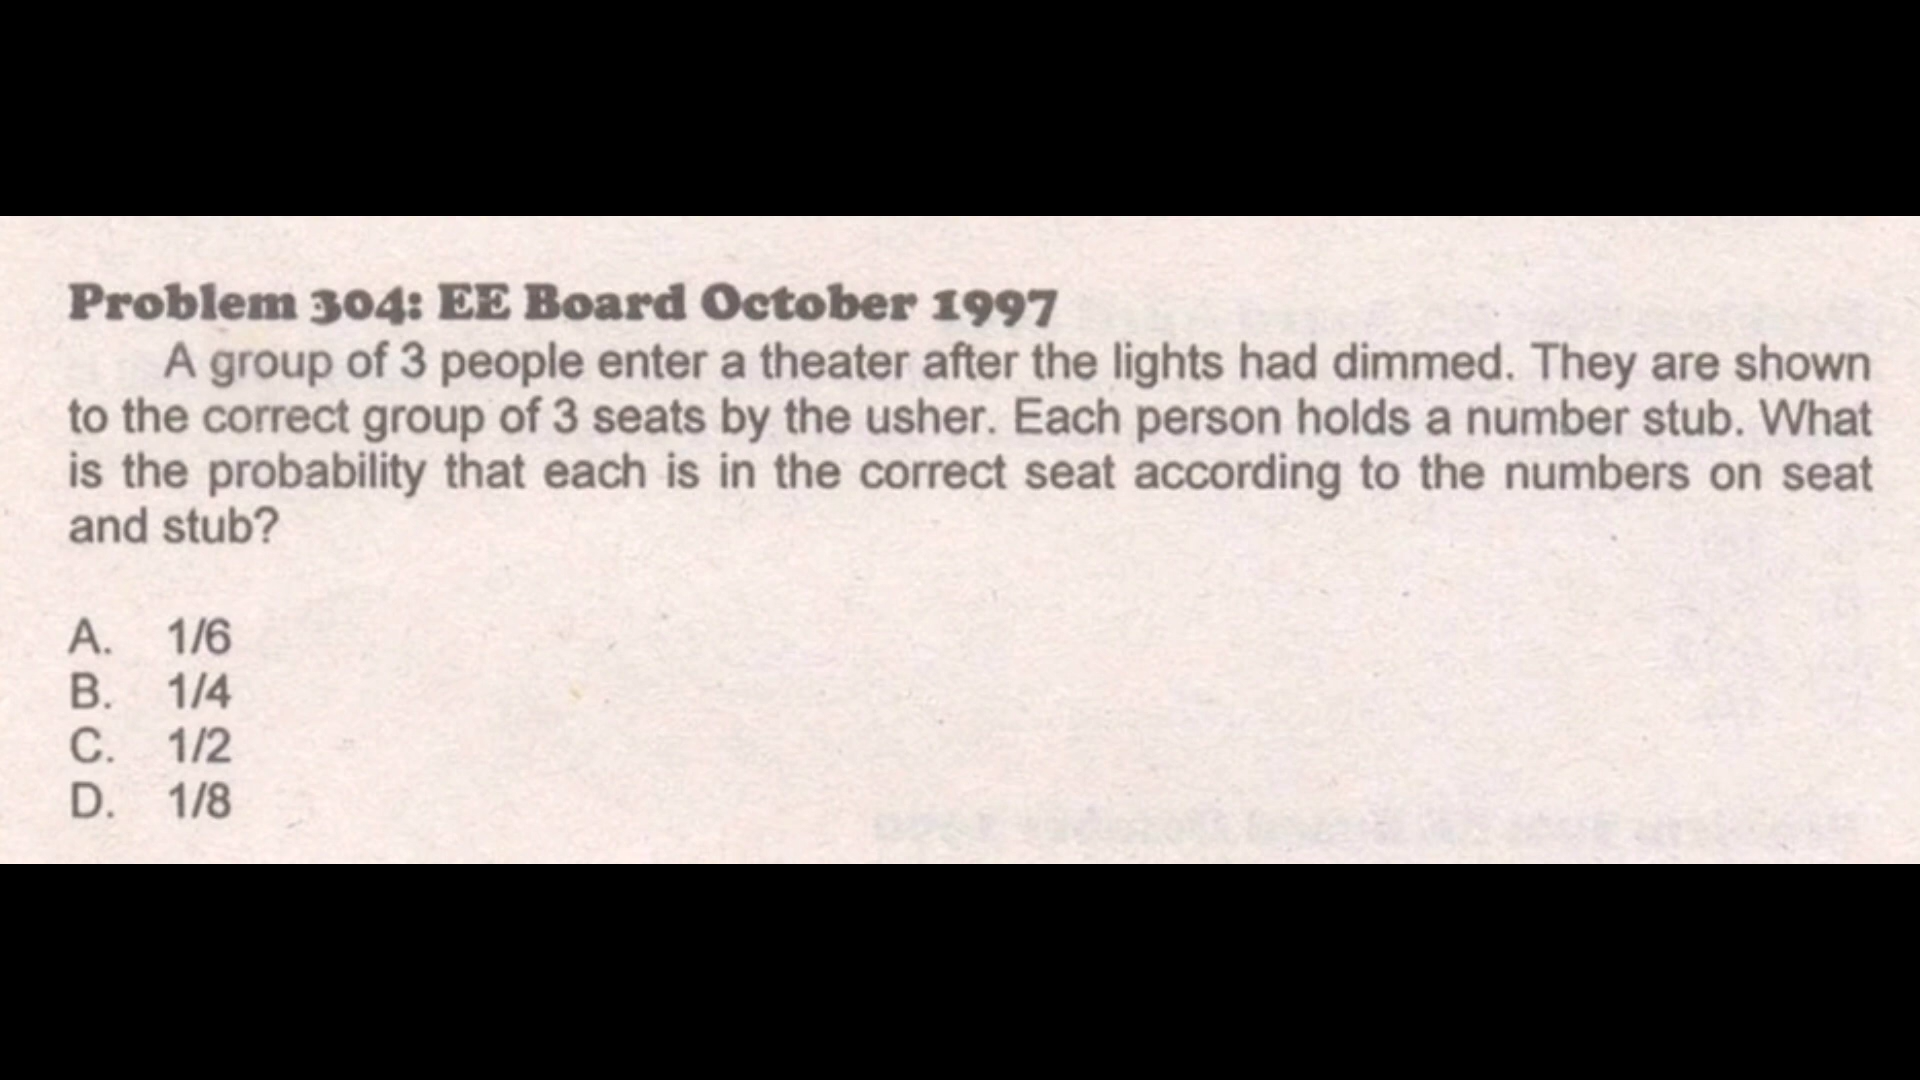 Problem 304: EE Board October 1997
A group of 3 people enter a theater after the lights had dimmed. They are shown
to the correct group of 3 seats by the usher. Each person holds a number stub. What
is the probability that each is in the correct seat according to the numbers on seat
and stub?
A. 1/6
B. 1/4
C. 1/2
D. 1/8